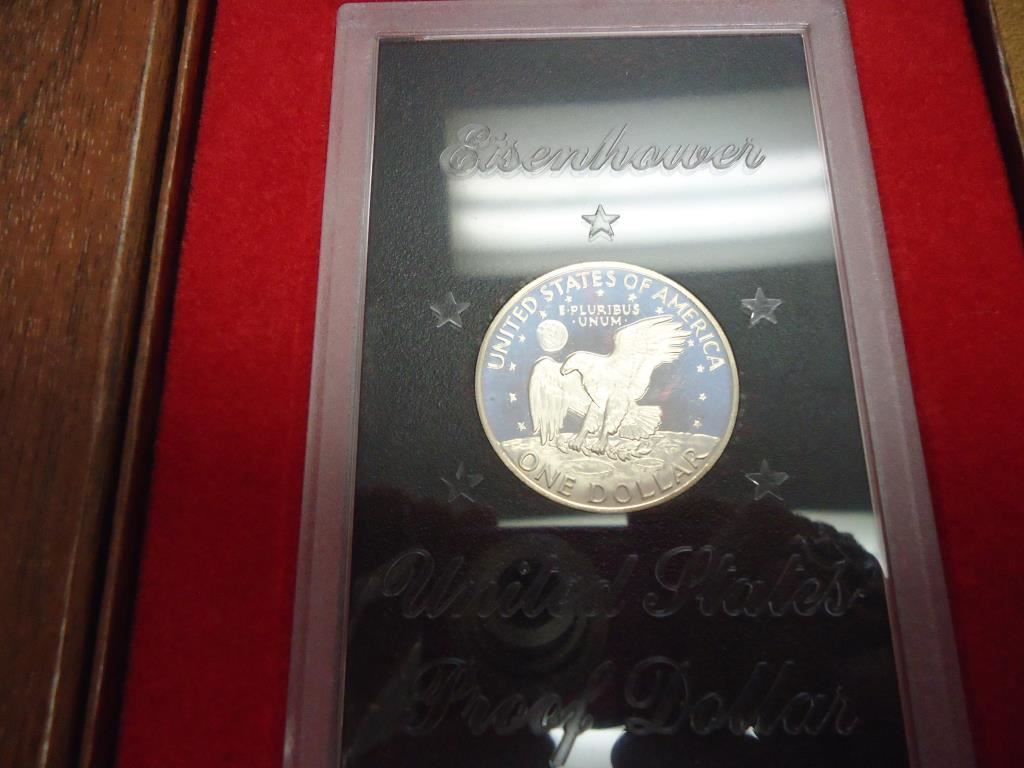 Eisenhower
UNITED STATES OF AMERICA
E·PLURIBUS
·UNUM·
ONE DOLLAR
United States
Proof Dollar